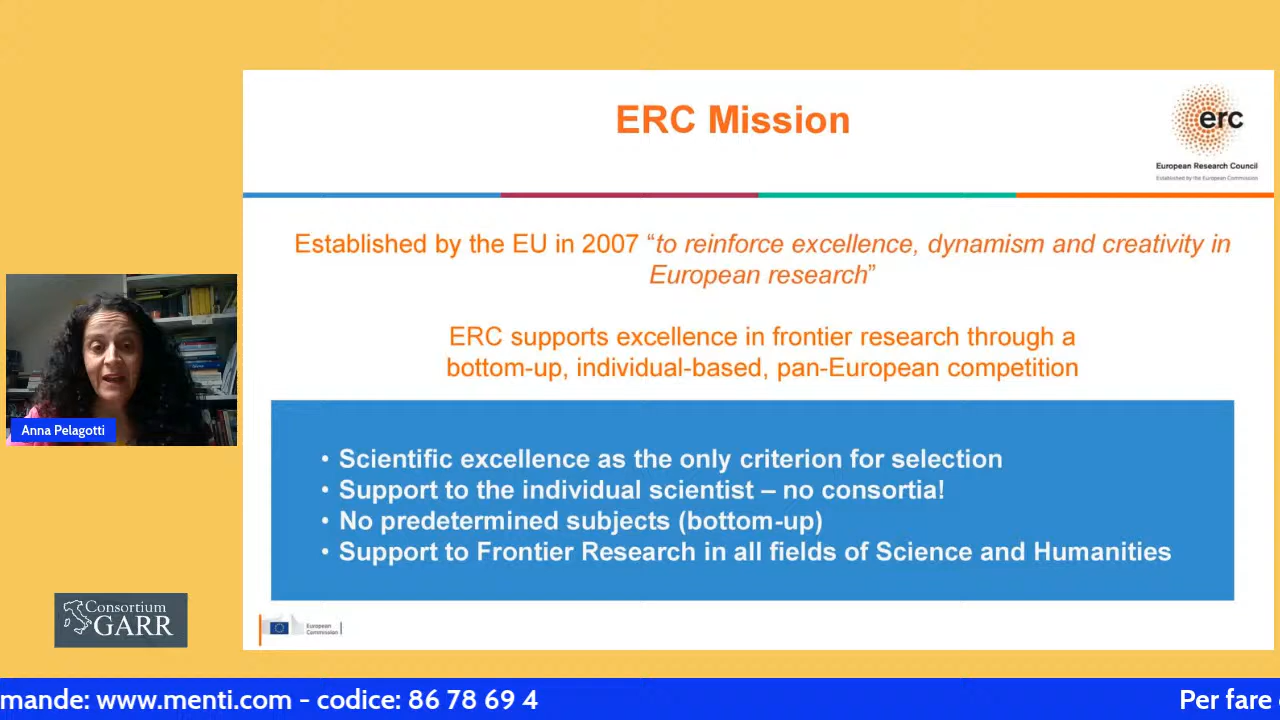 ERC Mission
erc
European Research Council
Established by the European Commission
Established by the EU in 2007 “to reinforce excellence, dynamism and creativity in
European research”
ERC supports excellence in frontier research through a
bottom-up, individual-based, pan-European competition
• Scientific excellence as the only criterion for selection
• Support to the individual scientist – no consortia!
• No predetermined subjects (bottom-up)
• Support to Frontier Research in all fields of Science and Humanities
Anna Pelagotti
Consortium
GARR
European
Commission
mande: www.menti.com - codice: 86 78 69 4
Per fare